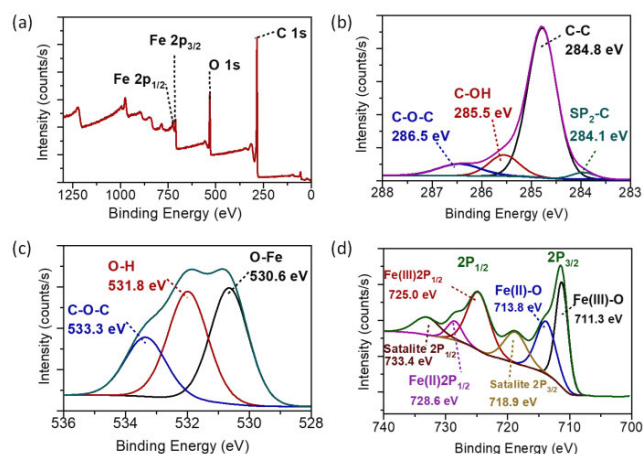 (a)
Fe 2p3/2
C 1s
O 1s
Fe 2p1/2
Intensity (counts/s)
1250 1000 750 500 250 0
Binding Energy (eV)
(b)
C-C
284.8 eV
C-OH
285.5 eV
C-O-C
286.5 eV
SP2-C
284.1 eV
Intensity (counts/s)
288 287 286 285 284 283
Binding Energy (eV)
(c)
O-Fe
530.6 eV
O-H
531.8 eV
C-O-C
533.3 eV
Intensity (counts/s)
536 534 532 530 528
Binding Energy (eV)
(d)
2P1/2
2P3/2
Fe(III)2P1/2
725.0 eV
Fe(II)-O
713.8 eV
Fe(III)-O
711.3 eV
Satalite 2P1/2
733.4 eV
Fe(II)2P1/2
728.6 eV
Satalite 2P3/2
718.9 eV
Intensity (counts/s)
740 730 720 710 700
Binding Energy (eV)